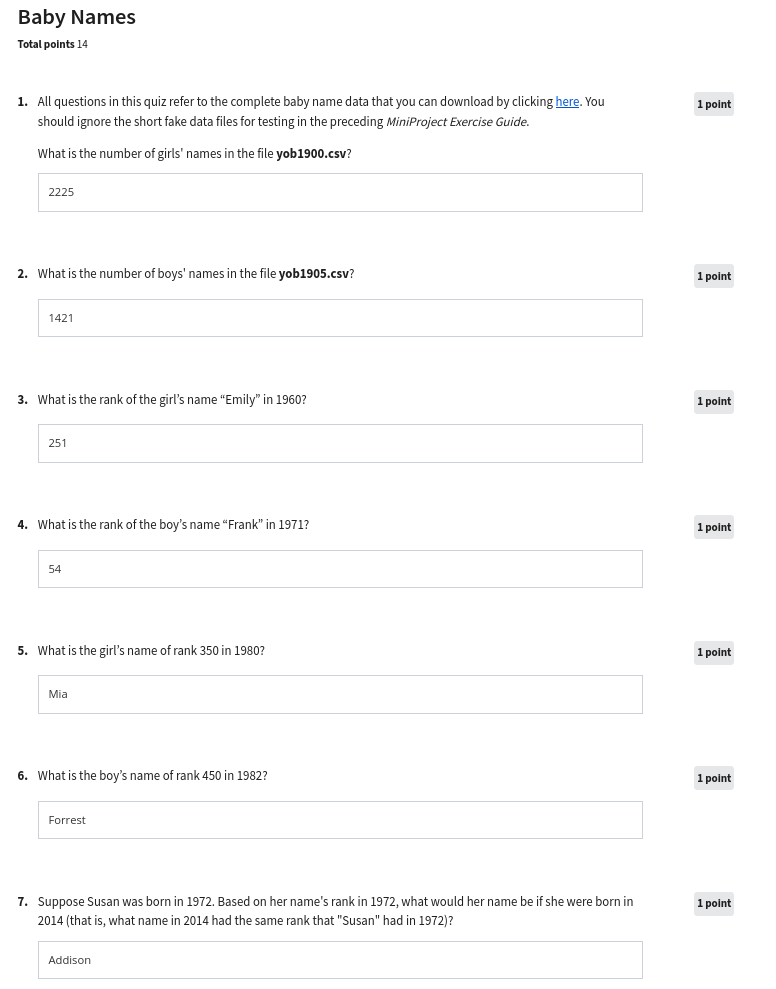 Baby Names
Total points 14
1. All questions in this quiz refer to the complete baby name data that you can download by clicking here. You
should ignore the short fake data files for testing in the preceding MiniProject Exercise Guide.
1 point
What is the number of girls’ names in the file yob1900.csv?
2225
2. What is the number of boys' names in the file yob1905.csv?
1 point
1421
3. What is the rank of the girl’s name “Emily” in 1960?
1 point
251
4. What is the rank of the boy’s name “Frank” in 1971?
1 point
54
5. What is the girl’s name of rank 350 in 1980?
1 point
Mia
6. What is the boy’s name of rank 450 in 1982?
1 point
Forrest
7. Suppose Susan was born in 1972. Based on her name’s rank in 1972, what would her name be if she were born in
2014 (that is, what name in 2014 had the same rank that "Susan" had in 1972)?
1 point
Addison